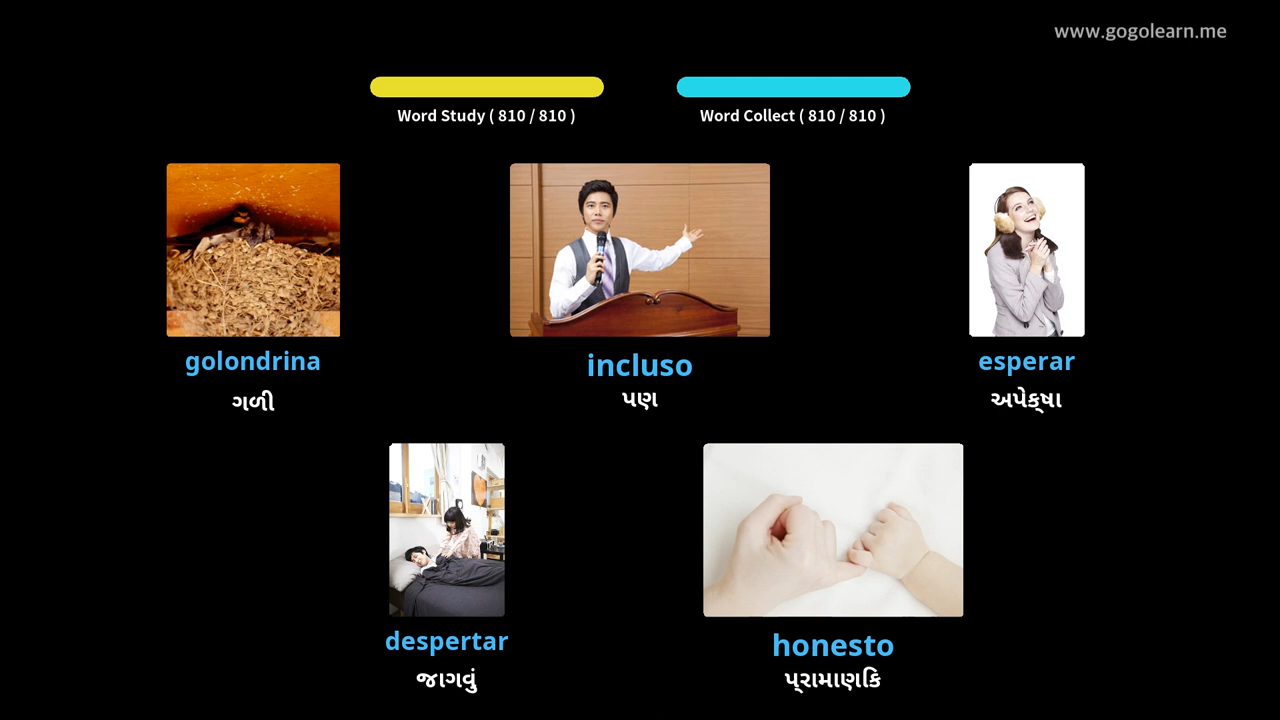 www.gogolearn.me
Word Study ( 810 / 810 )
Word Collect ( 810 / 810 )
golondrina
ગળી
incluso
પણ
esperar
અપેક્ષા
despertar
જાગવું
honesto
પ્રામાણિક